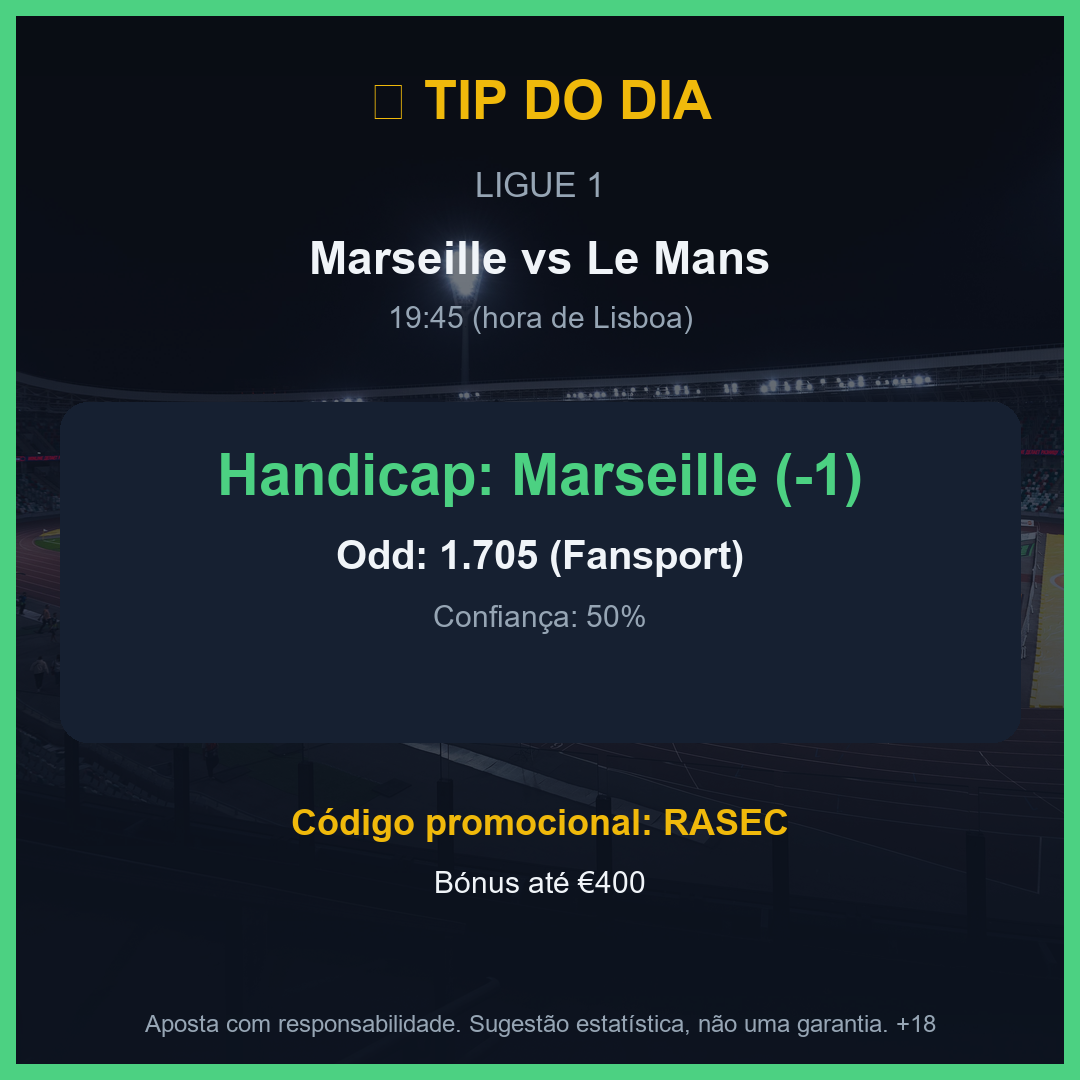 TIP DO DIA
LIGUE 1
Marseille vs Le Mans
19:45 (hora de Lisboa)
Handicap: Marseille (-1)
Odd: 1.705 (Fansport)
Confiança: 50%
Código promocional: RASEC
Bónus até €400
Aposta com responsabilidade. Sugestão estatística, não uma garantia. +18